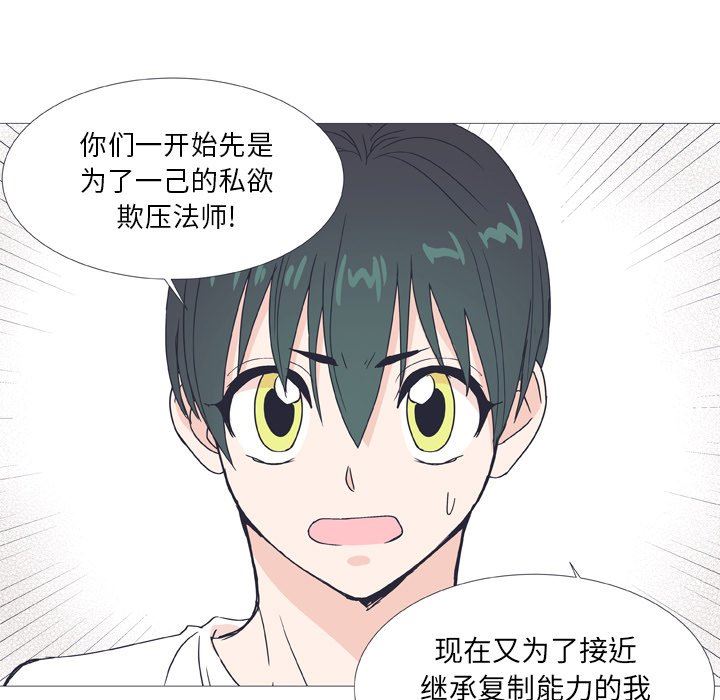 你们一开始先是
为了一己的私欲
欺压法师!
现在又为了接近
继承复制能力的我